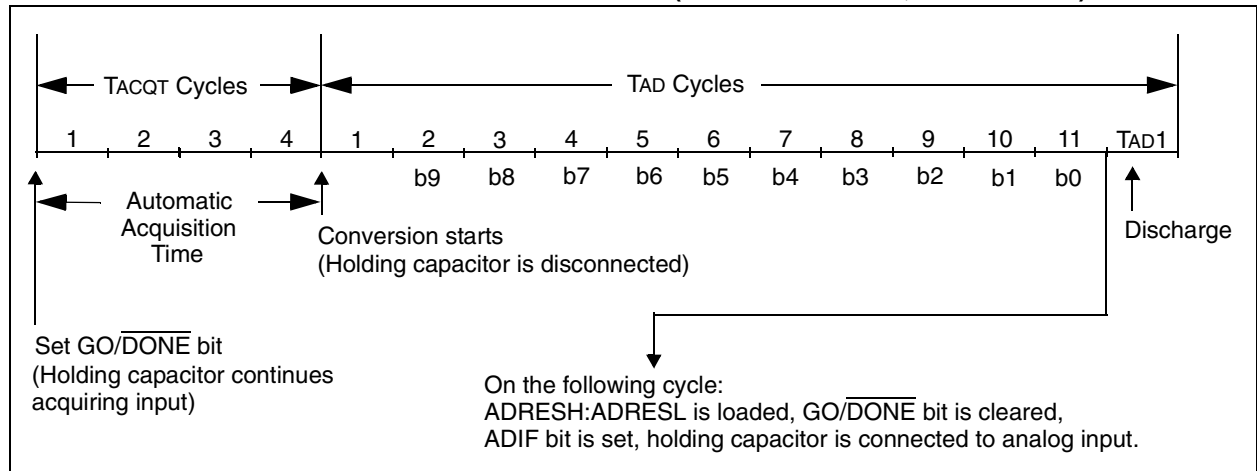 TACQT Cycles TAD Cycles
1 2 3 4 1 2 3 4 5 6 7 8 9 10 11 TAD1
b9 b8 b7 b6 b5 b4 b3 b2 b1 b0
Automatic
Acquisition
Time
Conversion starts
(Holding capacitor is disconnected)
Discharge
Set GO/DONE bit
(Holding capacitor continues
acquiring input)
On the following cycle:
ADRESH:ADRESL is loaded, GO/DONE bit is cleared,
ADIF bit is set, holding capacitor is connected to analog input.